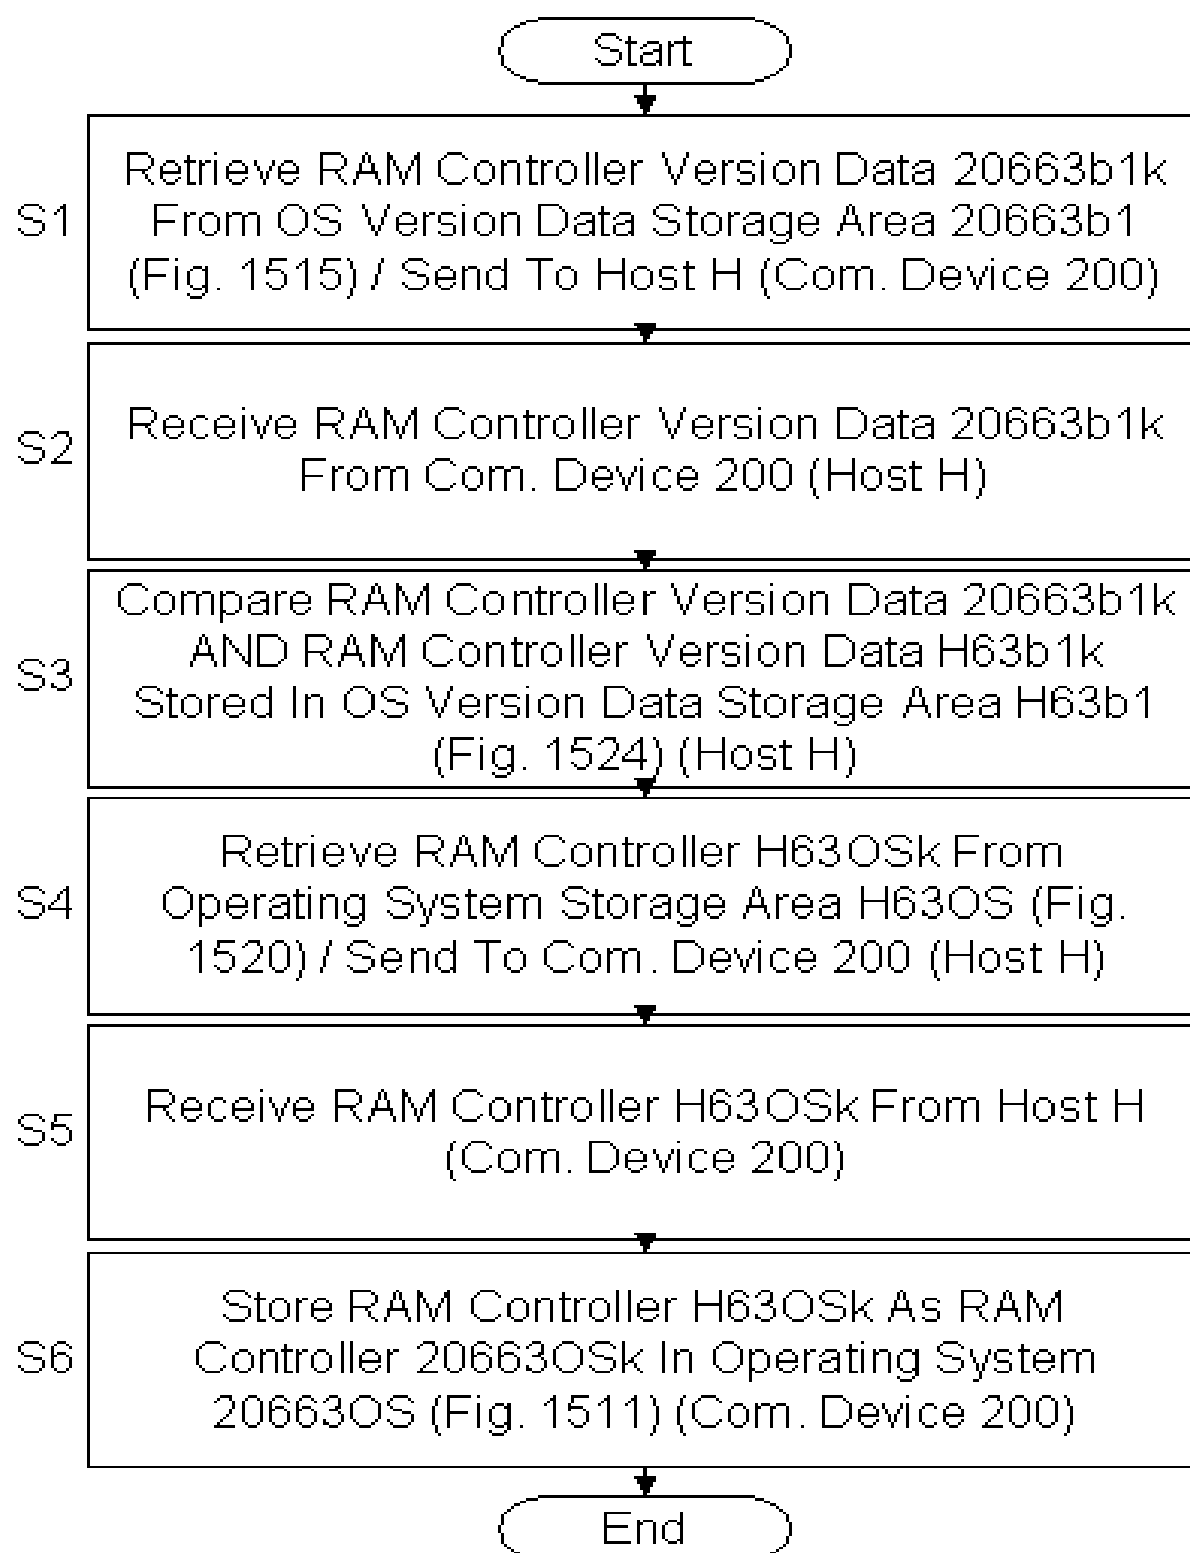 Start
S1
Retrieve RAM Controller Version Data 20663b1k
From OS Version Data Storage Area 20663b1
(Fig. 1515) / Send To Host H (Com. Device 200)
S2
Receive RAM Controller Version Data 20663b1k
From Com. Device 200 (Host H)
S3
Compare RAM Controller Version Data 20663b1k
AND RAM Controller Version Data H63b1k
Stored In OS Version Data Storage Area H63b1
(Fig. 1524) (Host H)
S4
Retrieve RAM Controller H63OSk From
Operating System Storage Area H63OS (Fig.
1520) / Send To Com. Device 200 (Host H)
S5
Receive RAM Controller H63OSk From Host H
(Com. Device 200)
S6
Store RAM Controller H63OSk As RAM
Controller 20663OSk In Operating System
20663OS (Fig. 1511) (Com. Device 200)
End